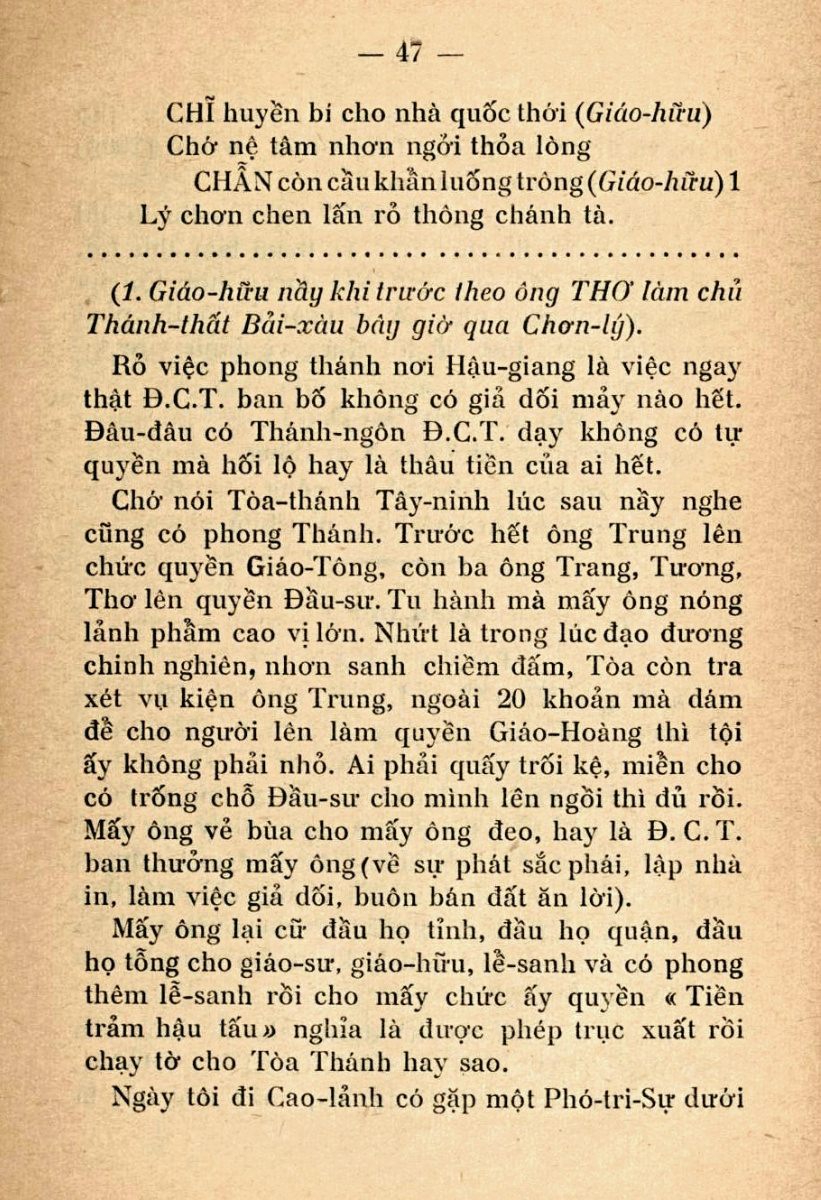 — 47 —
CHĨ huyền bí cho nhà quốc thới (Giáo-hữu)
Chớ nệ tâm nhơn ngởi thỏa lòng
CHẪN còn cầu khẩn luống trông (Giáo-hữu) 1
Lý chơn chen lấn rỏ thông chánh tà.
................................................
(1. Giáo-hữu nầy khi trước theo ông THƠ làm chủ
Thánh-thất Bải-xàu bây giờ qua Chơn-lý).
Rỏ việc phong thánh nơi Hậu-giang là việc ngay
thật Đ.C.T. ban bố không có giả dối mảy nào hết.
Đâu-đâu có Thánh-ngôn Đ.C.T. dạy không có tự
quyền mà hối lộ hay là thâu tiền của ai hết.
Chớ nói Tòa-thánh Tây-ninh lúc sau nầy nghe
cũng có phong Thánh. Trước hết ông Trung lên
chức quyền Giáo-Tông, còn ba ông Trang, Tương,
Thơ lên quyền Đầu-sư. Tu hành mà mấy ông nóng
lảnh phẩm cao vị lớn. Nhứt là trong lúc đạo đương
chinh nghiên, nhơn sanh chiềm đấm, Tòa còn tra
xét vụ kiện ông Trung, ngoài 20 khoản mà dám
để cho người lên làm quyền Giáo-Hoàng thì tội
ấy không phải nhỏ. Ai phải quấy trối kệ, miễn cho
có trống chỗ Đầu-sư cho mình lên ngồi thì đủ rồi.
Mấy ông vẻ bùa cho mấy ông đeo, hay là Đ. C. T.
ban thưởng mấy ông (về sự phát sắc phái, lập nhà
in, làm việc giả dối, buôn bán đất ăn lời).
Mấy ông lại cữ đầu họ tỉnh, đầu họ quận, đầu
họ tổng cho giáo-sư, giáo-hữu, lể-sanh và có phong
thêm lễ-sanh rồi cho mấy chức ấy quyền « Tiền
trảm hậu tấu» nghĩa là được phép trục xuất rồi
chạy tờ cho Tòa Thánh hay sao.
Ngày tôi đi Cao-lảnh có gặp một Phó-tri-Sự dưới